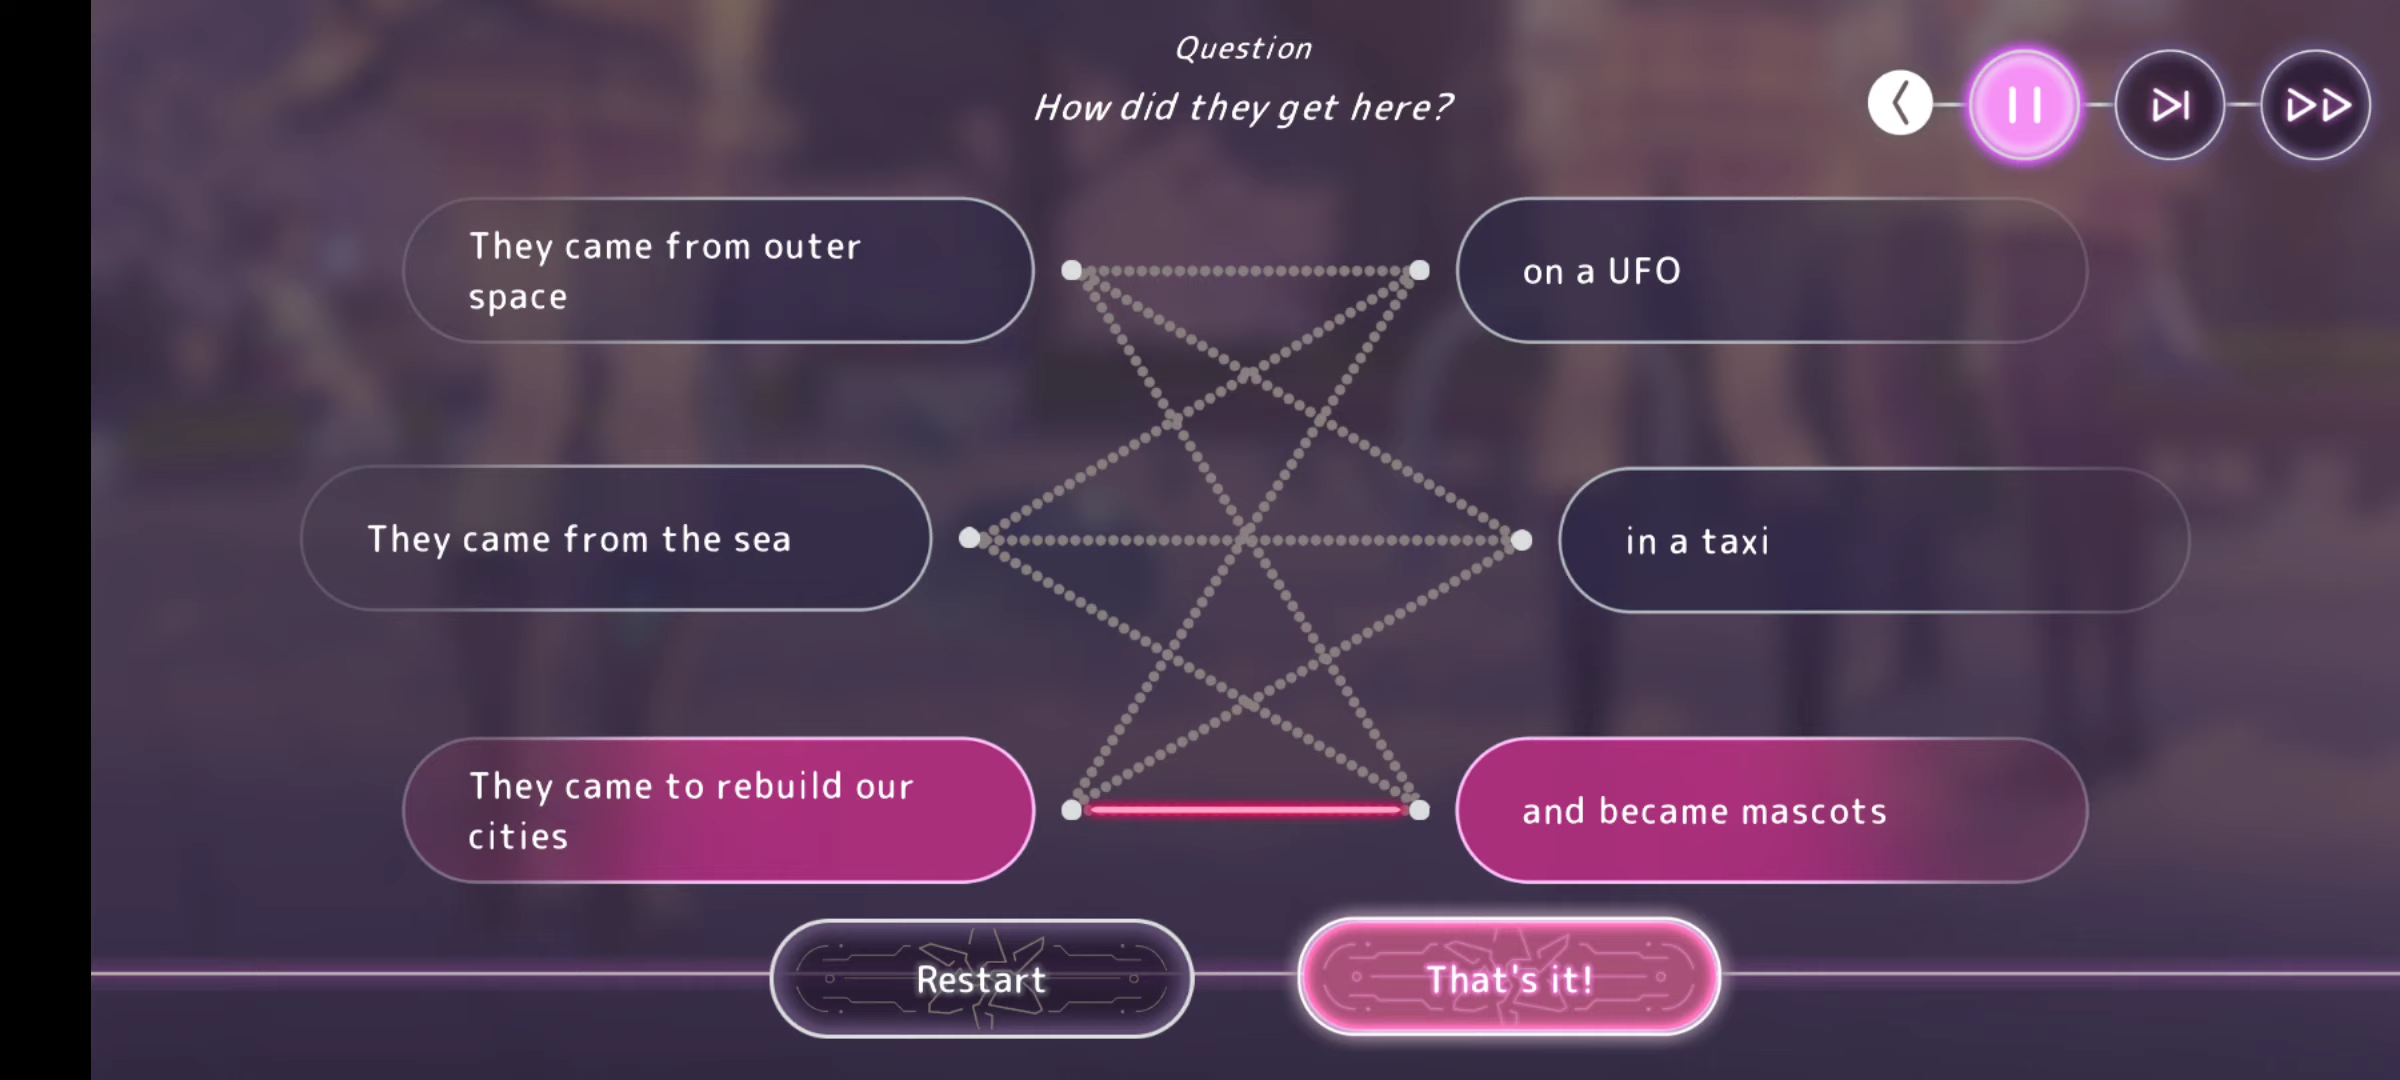 Question
How did they get here?
They came from outer
space
on a UFO
They came from the sea
in a taxi
They came to rebuild our
cities
and became mascots
Restart
That's it!